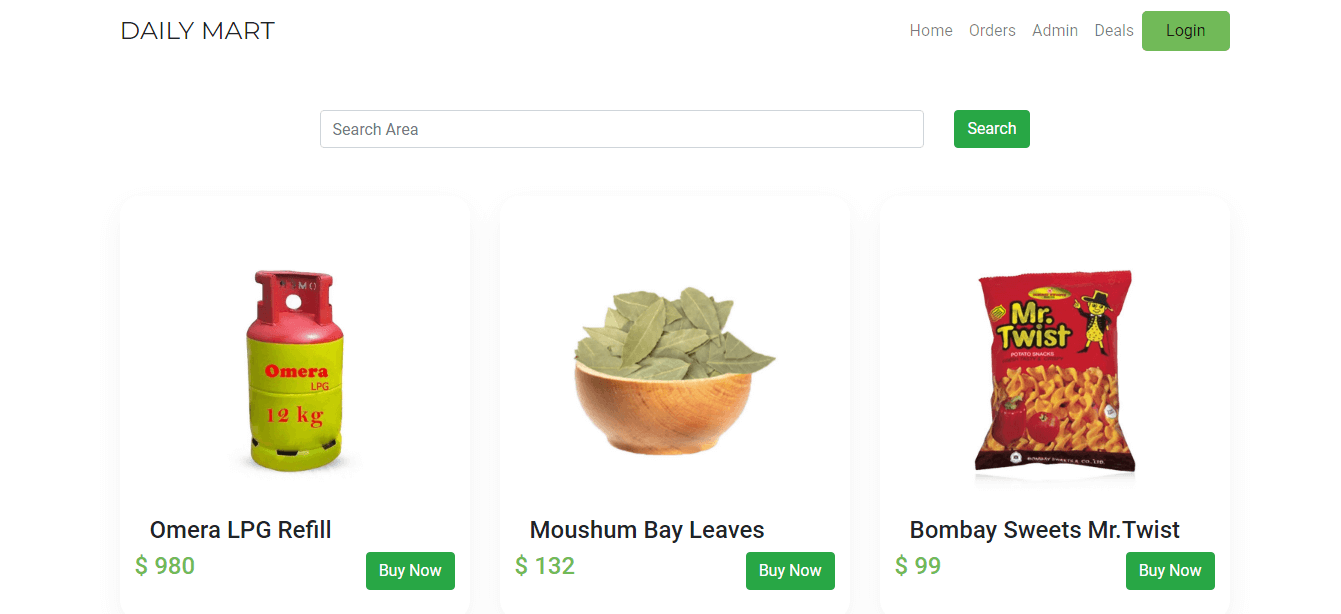 DAILY MART
Home Orders Admin Deals Login
Search Area Search
Omera
LPG
12 kg
Mr.
Twist
POTATO SNACKS
Omera LPG Refill
$ 980 Buy Now
Moushum Bay Leaves
$ 132 Buy Now
Bombay Sweets Mr.Twist
$ 99 Buy Now